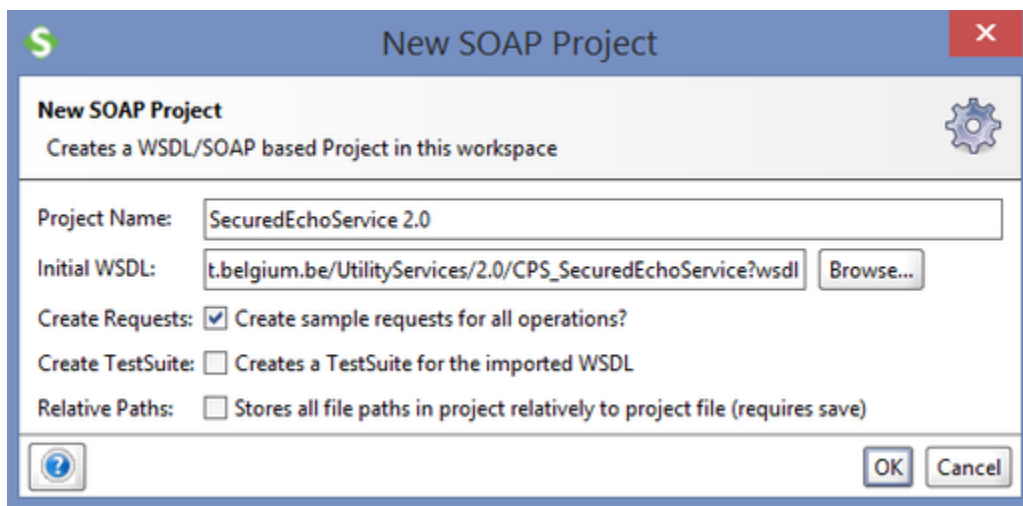 New SOAP Project
New SOAP Project
Creates a WSDL/SOAP based Project in this workspace
Project Name: SecuredEchoService 2.0
Initial WSDL: t.belgium.be/UtilityServices/2.0/CPS_SecuredEchoService?wsdl Browse...
Create Requests: Create sample requests for all operations?
Create TestSuite: Creates a TestSuite for the imported WSDL
Relative Paths: Stores all file paths in project relatively to project file (requires save)
OK Cancel